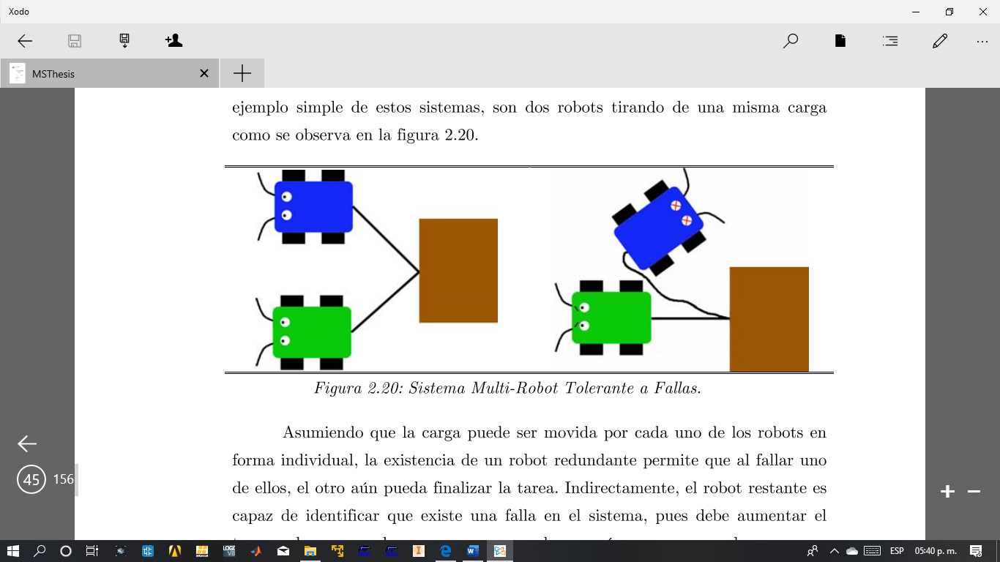 Xodo
MSThesis
ejemplo simple de estos sistemas, son dos robots tirando de una misma carga
como se observa en la figura 2.20.
Figura 2.20: Sistema Multi-Robot Tolerante a Fallas.
Asumiendo que la carga puede ser movida por cada uno de los robots en
forma individual, la existencia de un robot redundante permite que al fallar uno
de ellos, el otro aún pueda finalizar la tarea. Indirectamente, el robot restante es
capaz de identificar que existe una falla en el sistema, pues debe aumentar el
45 156
ESP 05:40 p. m.